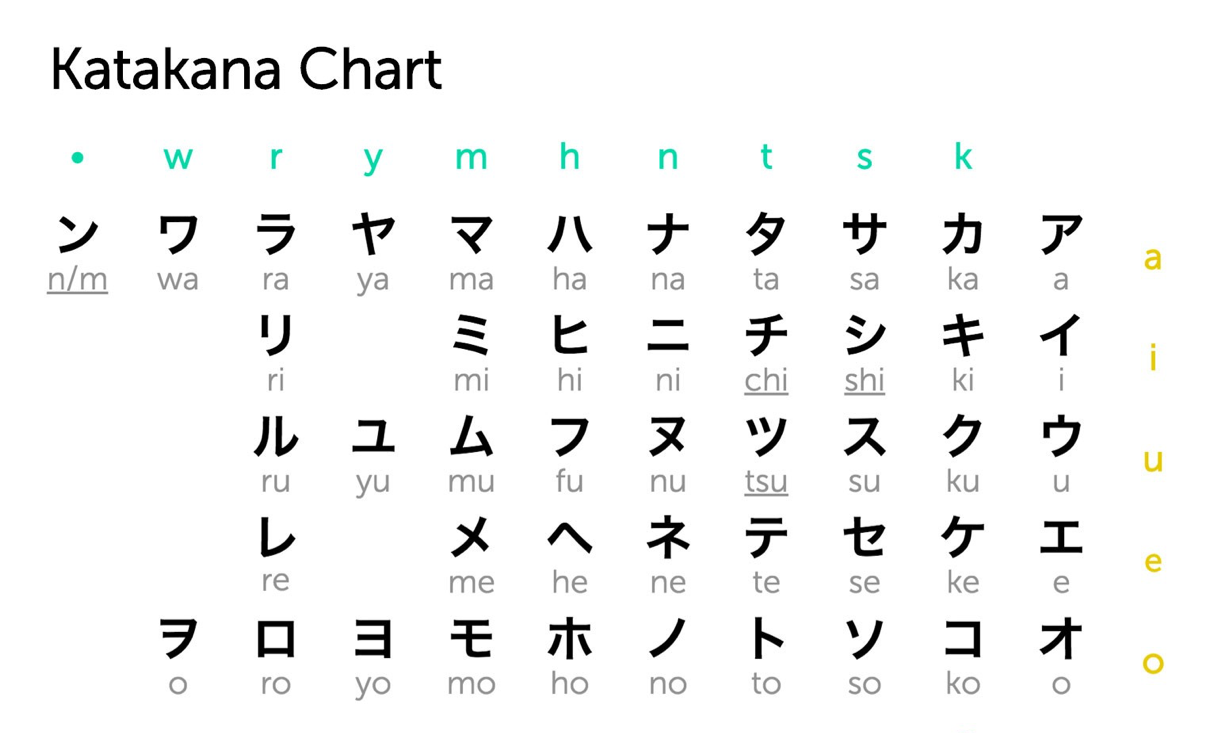 Katakana Chart
• w r y m h n t s k
ン ワ ラ ヤ マ ハ ナ タ サ カ ア
n/m wa ra ya ma ha na ta sa ka a
a
リ ミ ヒ ニ チ シ キ イ
ri mi hi ni chi shi ki i
i
ル ユ ム フ ヌ ツ ス ク ウ
ru yu mu fu nu tsu su ku u
u
レ メ ヘ ネ テ セ ケ エ
re me he ne te se ke e
e
ヲ ロ ヨ モ ホ ノ ト ソ コ オ
o ro yo mo ho no to so ko o
o